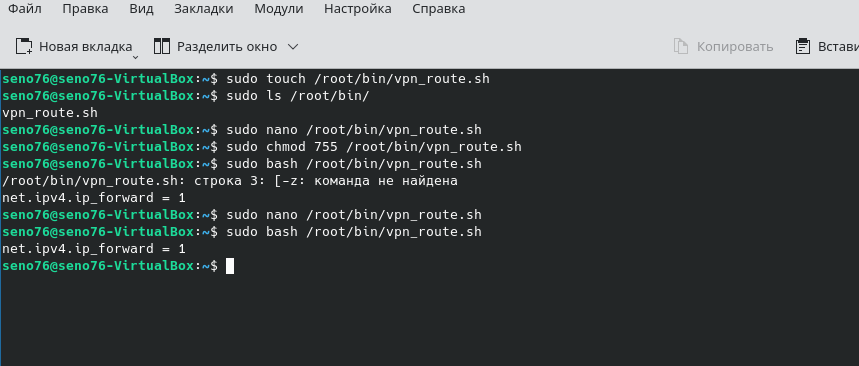 Файл Правка Вид Закладки Модули Настройка Справка
Новая вкладка Разделить окно Копировать Встави
seno76@seno76-VirtualBox:~$ sudo touch /root/bin/vpn_route.sh
seno76@seno76-VirtualBox:~$ sudo ls /root/bin/
vpn_route.sh
seno76@seno76-VirtualBox:~$ sudo nano /root/bin/vpn_route.sh
seno76@seno76-VirtualBox:~$ sudo chmod 755 /root/bin/vpn_route.sh
seno76@seno76-VirtualBox:~$ sudo bash /root/bin/vpn_route.sh
/root/bin/vpn_route.sh: строка 3: [-z: команда не найдена
net.ipv4.ip_forward = 1
seno76@seno76-VirtualBox:~$ sudo nano /root/bin/vpn_route.sh
seno76@seno76-VirtualBox:~$ sudo bash /root/bin/vpn_route.sh
net.ipv4.ip_forward = 1
seno76@seno76-VirtualBox:~$